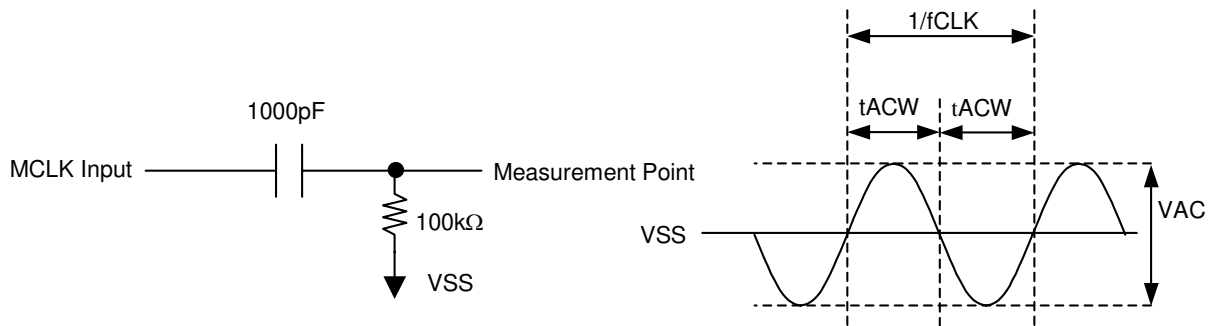 1/fCLK
1000pF
tACW tACW
MCLK Input
Measurement Point
100kΩ
VSS
VSS
VAC